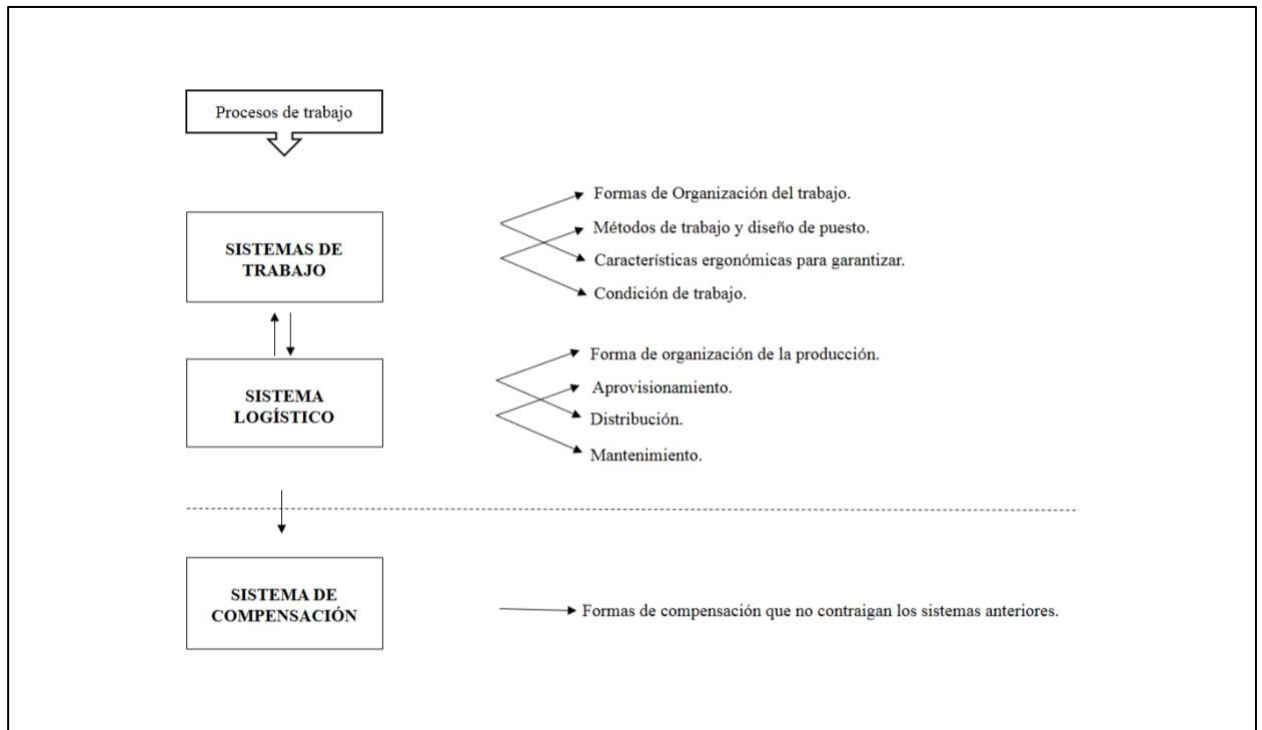 Procesos de trabajo
SISTEMAS DE
TRABAJO
Formas de Organización del trabajo.
Métodos de trabajo y diseño de puesto.
Características ergonómicas para garantizar.
Condición de trabajo.
SISTEMA
LOGÍSTICO
Forma de organización de la producción.
Aprovisionamiento.
Distribución.
Mantenimiento.
SISTEMA DE
COMPENSACIÓN
Formas de compensación que no contraigan los sistemas anteriores.